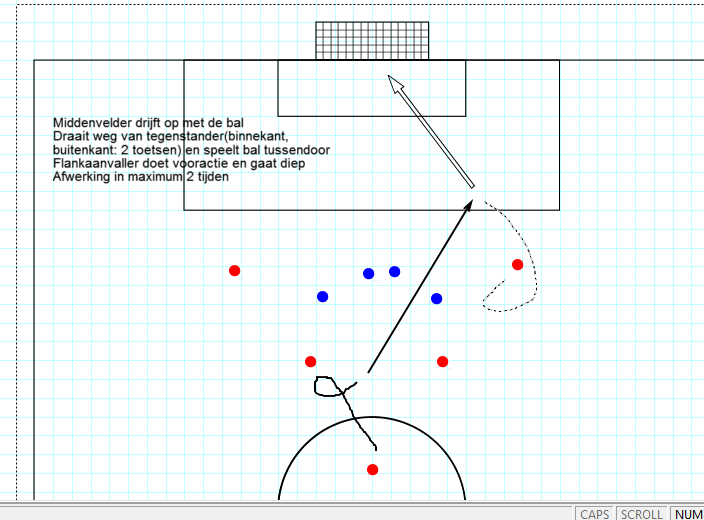 Middenvelder drijft op met de bal
Draait weg van tegenstander(binnekant,
buitenkant: 2 toetsen) en speelt bal tussendoor
Flankaanvaller doet vooractie en gaat diep
Afwerking in maximum 2 tijden
CAPS SCROLL NUM